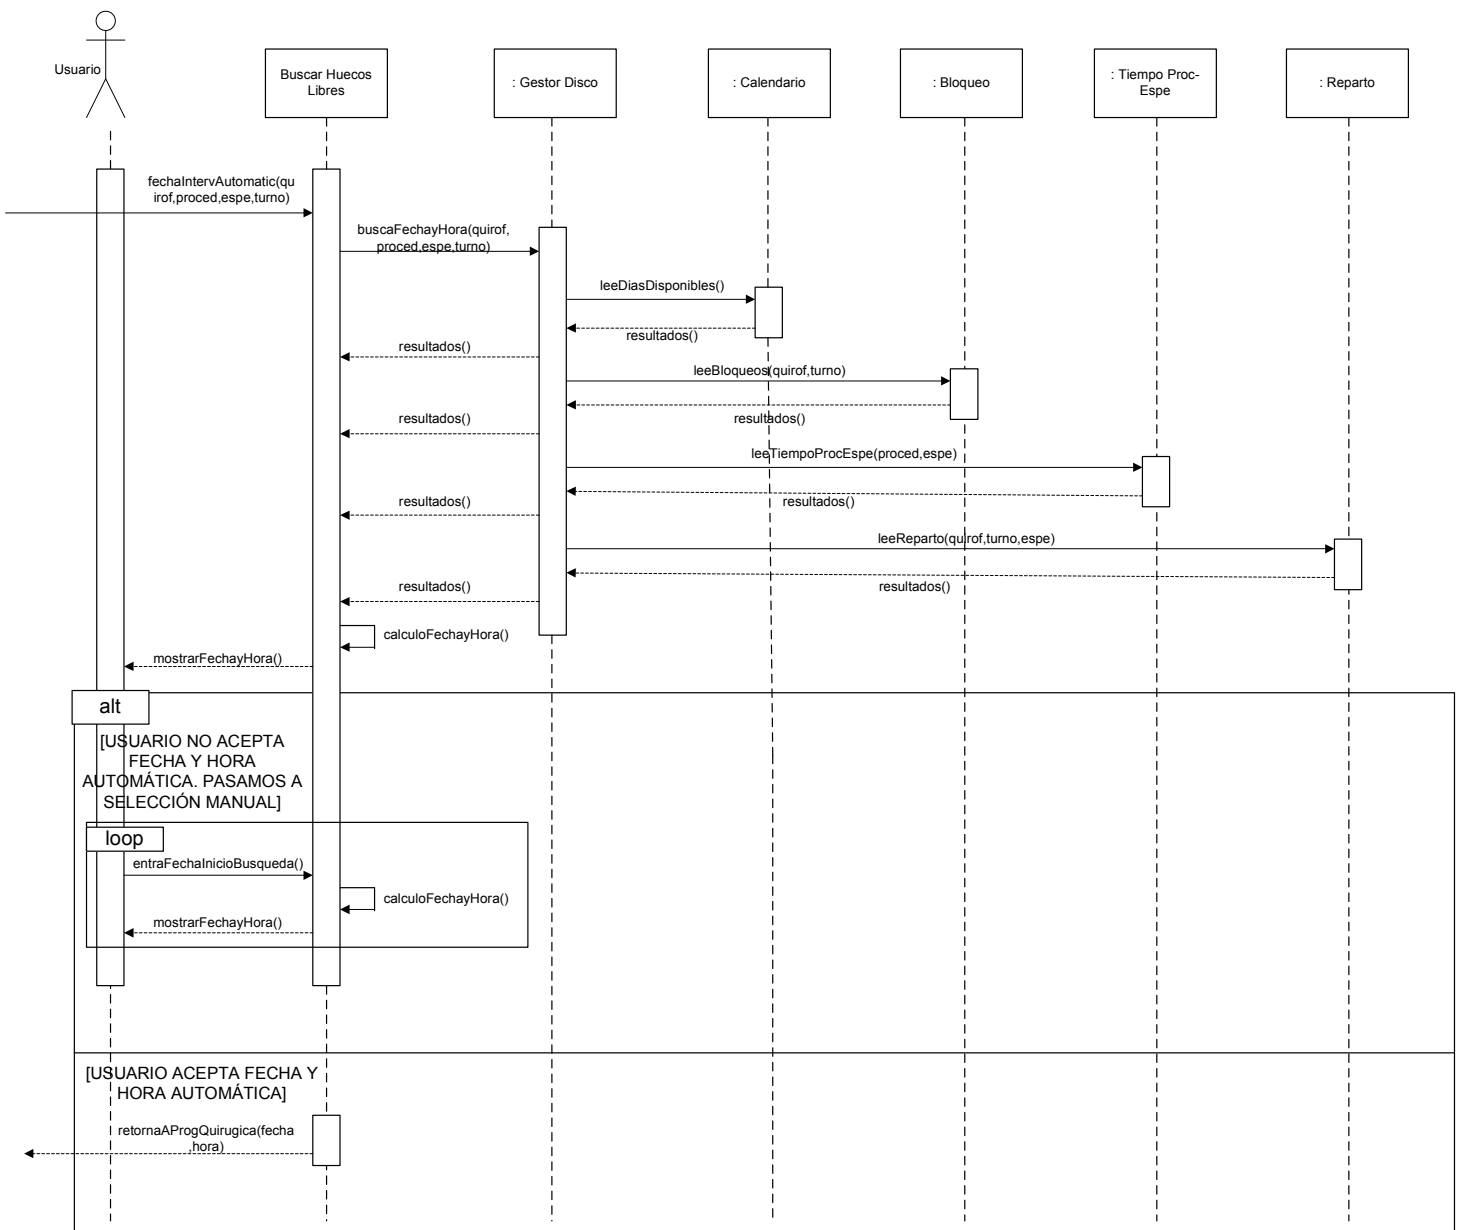 Usuario
Buscar Huecos
Libres
: Gestor Disco
: Calendario
: Bloqueo
: Tiempo Proc-
Espe
: Reparto
fechaIntervAutomatic(qu
irof,proced,espe,turno)
buscaFechayHora(quirof,
proced,espe,turno)
leeDiasDisponibles()
resultados()
resultados()
leeBloqueos(quirof,turno)
resultados()
resultados()
leeTiempoProcEspe(proced,espe)
resultados()
resultados()
leeReparto(quirof,turno,espe)
resultados()
resultados()
calculoFechayHora()
mostrarFechayHora()
alt
[USUARIO NO ACEPTA
FECHA Y HORA
AUTOMÁTICA. PASAMOS A
SELECCIÓN MANUAL]
loop
entraFechaInicioBusqueda()
calculoFechayHora()
mostrarFechayHora()
[USUARIO ACEPTA FECHA Y
HORA AUTOMÁTICA]
retornaAProgQuirugica(fecha
,hora)